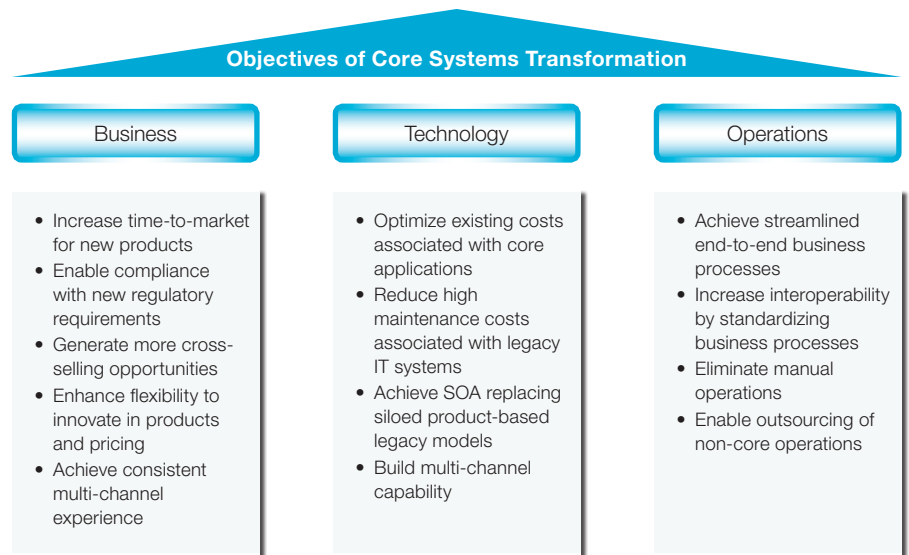 Objectives of Core Systems Transformation
Business
• Increase time-to-market
for new products
• Enable compliance
with new regulatory
requirements
• Generate more cross-
selling opportunities
• Enhance flexibility to
innovate in products
and pricing
• Achieve consistent
multi-channel
experience
Technology
• Optimize existing costs
associated with core
applications
• Reduce high
maintenance costs
associated with legacy
IT systems
• Achieve SOA replacing
siloed product-based
legacy models
• Build multi-channel
capability
Operations
• Achieve streamlined
end-to-end business
processes
• Increase interoperability
by standardizing
business processes
• Eliminate manual
operations
• Enable outsourcing of
non-core operations